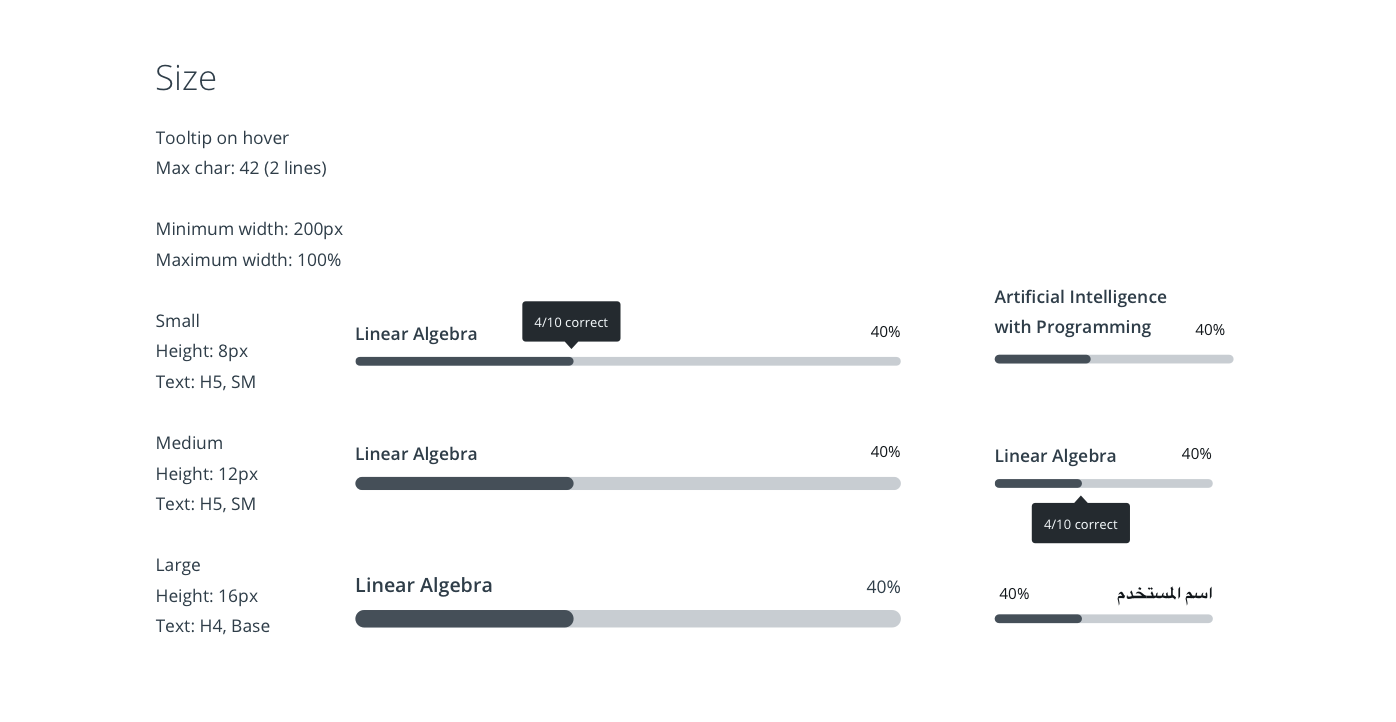 Size
Tooltip on hover
Max char: 42 (2 lines)
Minimum width: 200px
Maximum width: 100%
Small
Height: 8px
Text: H5, SM
Linear Algebra
4/10 correct
40%
Artificial Intelligence
with Programming
40%
Medium
Height: 12px
Text: H5, SM
Linear Algebra
40%
Linear Algebra
40%
4/10 correct
Large
Height: 16px
Text: H4, Base
Linear Algebra
40%
اسم المستخدم
40%